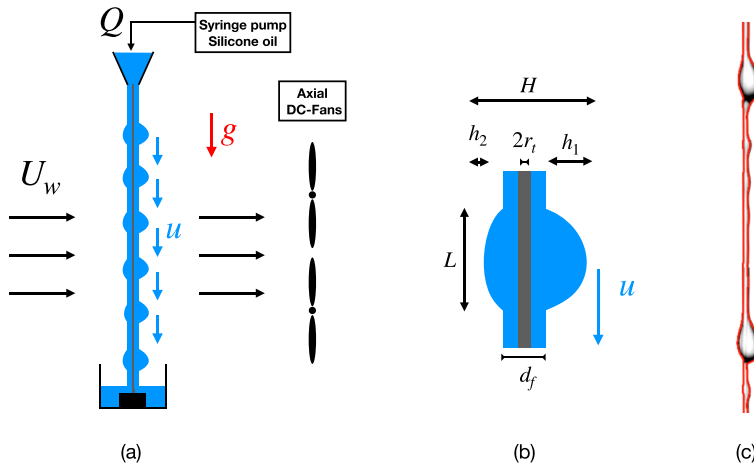 Q
Syringe pump
Silicone oil
Axial
DC-Fans
g
U_w
u
H
h_2
2r_t
h_1
L
u
d_f
(a)
(b)
(c)